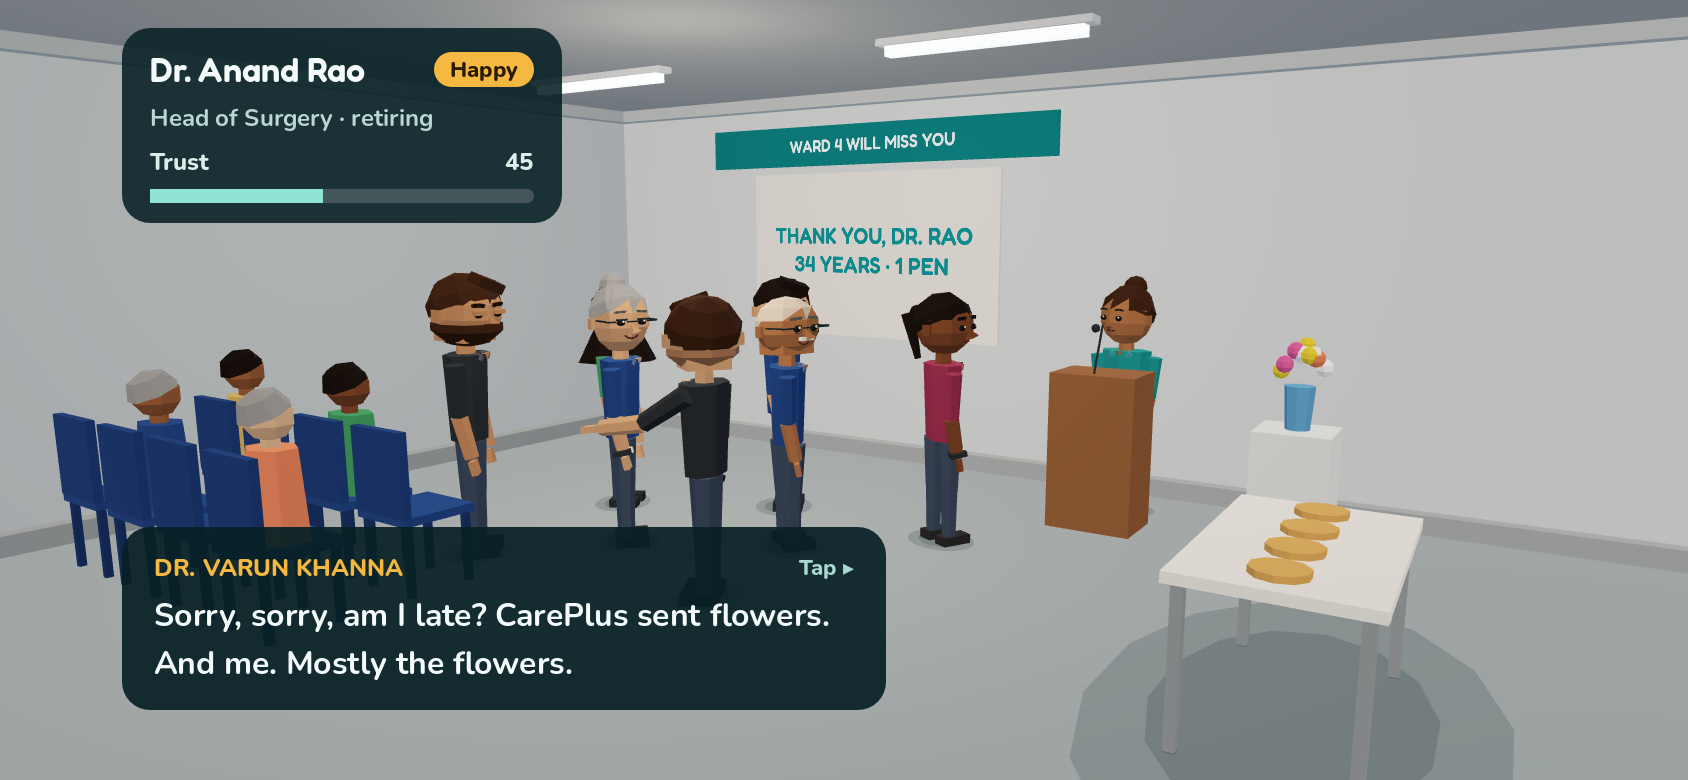 Dr. Anand Rao
Happy
Head of Surgery · retiring
Trust
45
WARD 4 WILL MISS YOU
THANK YOU, DR. RAO
34 YEARS · 1 PEN
DR. VARUN KHANNA
Tap ▸
Sorry, sorry, am I late? CarePlus sent flowers.
And me. Mostly the flowers.